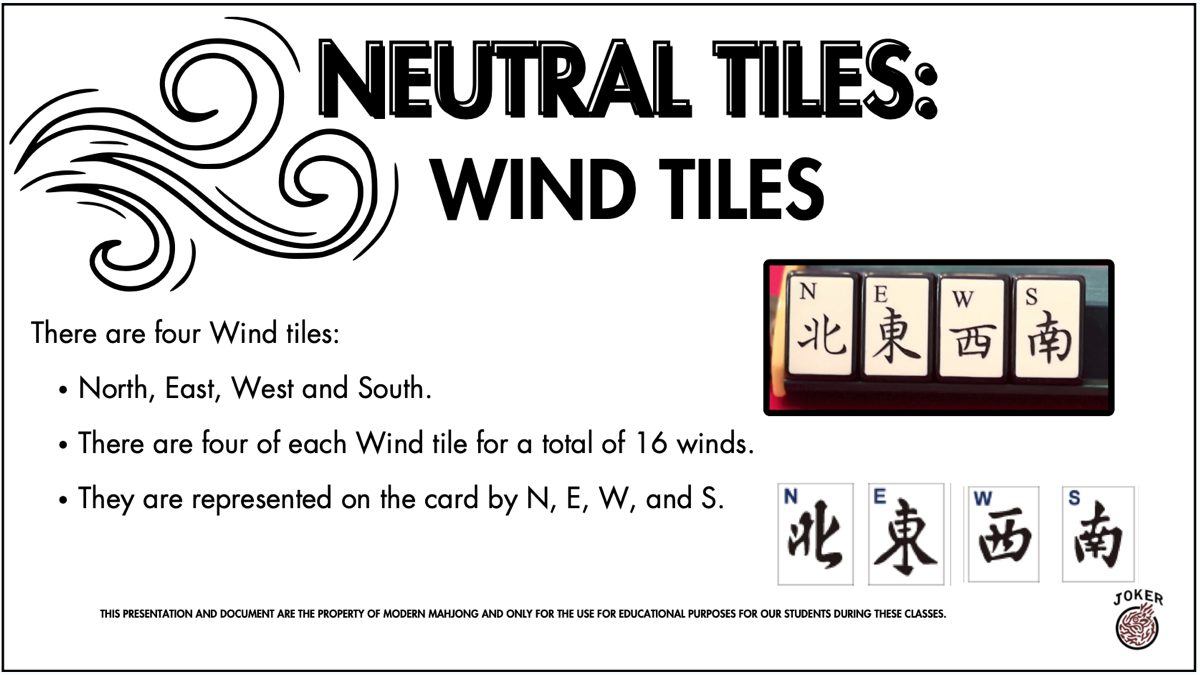 NEUTRAL TILES:
WIND TILES
There are four Wind tiles:
• North, East, West and South.
• There are four of each Wind tile for a total of 16 winds.
• They are represented on the card by N, E, W, and S.
N E W S
北 東 西 南
N E W S
北 東 西 南
THIS PRESENTATION AND DOCUMENT ARE THE PROPERTY OF MODERN MAHJONG AND ONLY FOR THE USE FOR EDUCATIONAL PURPOSES FOR OUR STUDENTS DURING THESE CLASSES.
JOKER